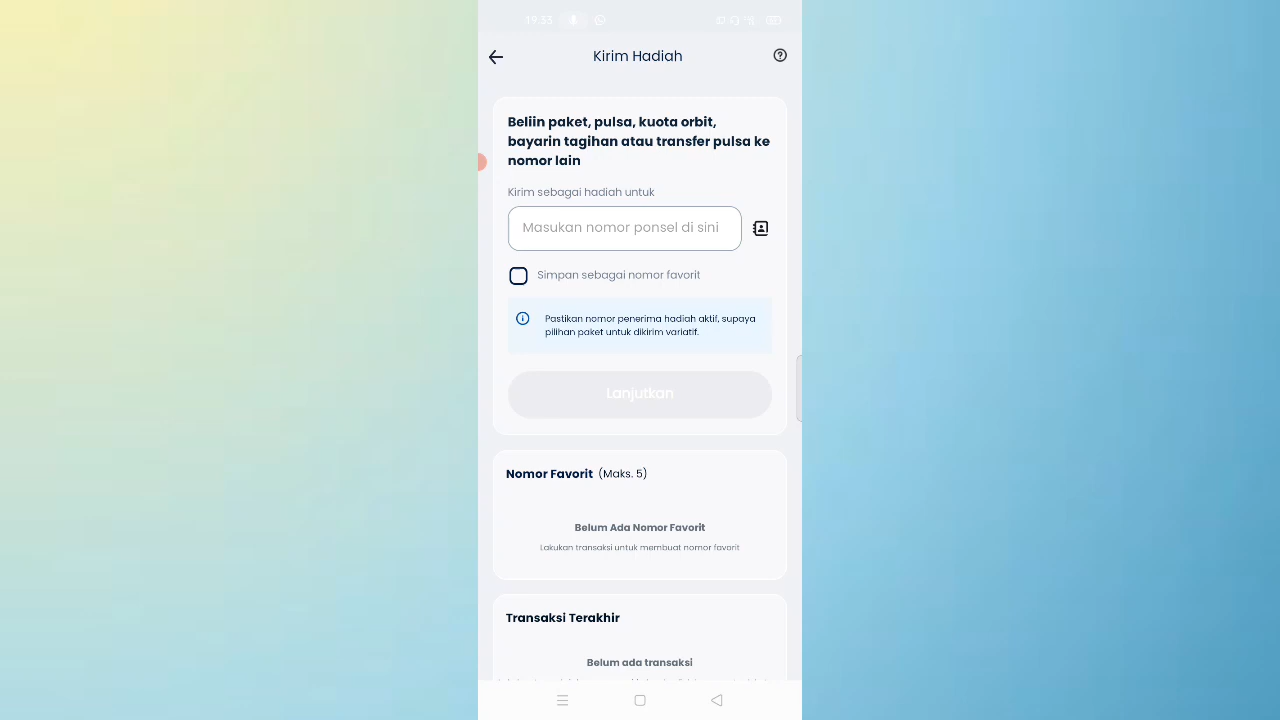 19.53
Kirim Hadiah
Beliin paket, pulsa, kuota orbit,
bayarin tagihan atau transfer pulsa ke
nomor lain
Kirim sebagai hadiah untuk
Masukan nomor ponsel di sini
Simpan sebagai nomor favorit
Pastikan nomor penerima hadiah aktif, supaya
pilihan paket untuk dikirim variatif.
Lanjutkan
Nomor Favorit (Maks. 5)
Belum Ada Nomor Favorit
Lakukan transaksi untuk membuat nomor favorit
Transaksi Terakhir
Belum ada transaksi